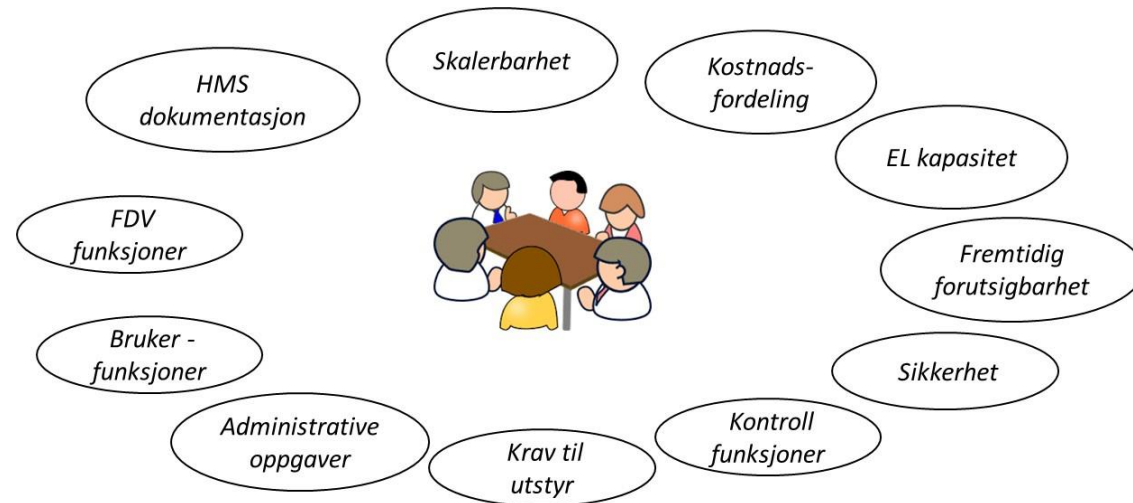 Skalerbarhet
Kostnads-
fordeling
EL kapasitet
Fremtidig
forutsigbarhet
Sikkerhet
Kontroll
funksjoner
Krav til
utstyr
Administrative
oppgaver
Bruker -
funksjoner
FDV
funksjoner
HMS
dokumentasjon